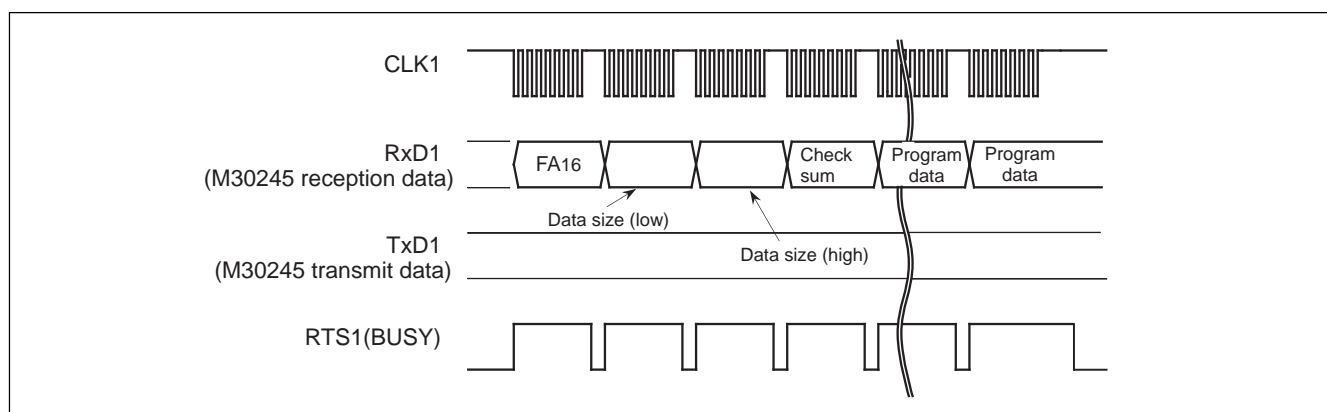 CLK1
RxD1
(M30245 reception data)
FA16
Check
sum
Program
data
Program
data
Data size (low)
Data size (high)
TxD1
(M30245 transmit data)
RTS1(BUSY)